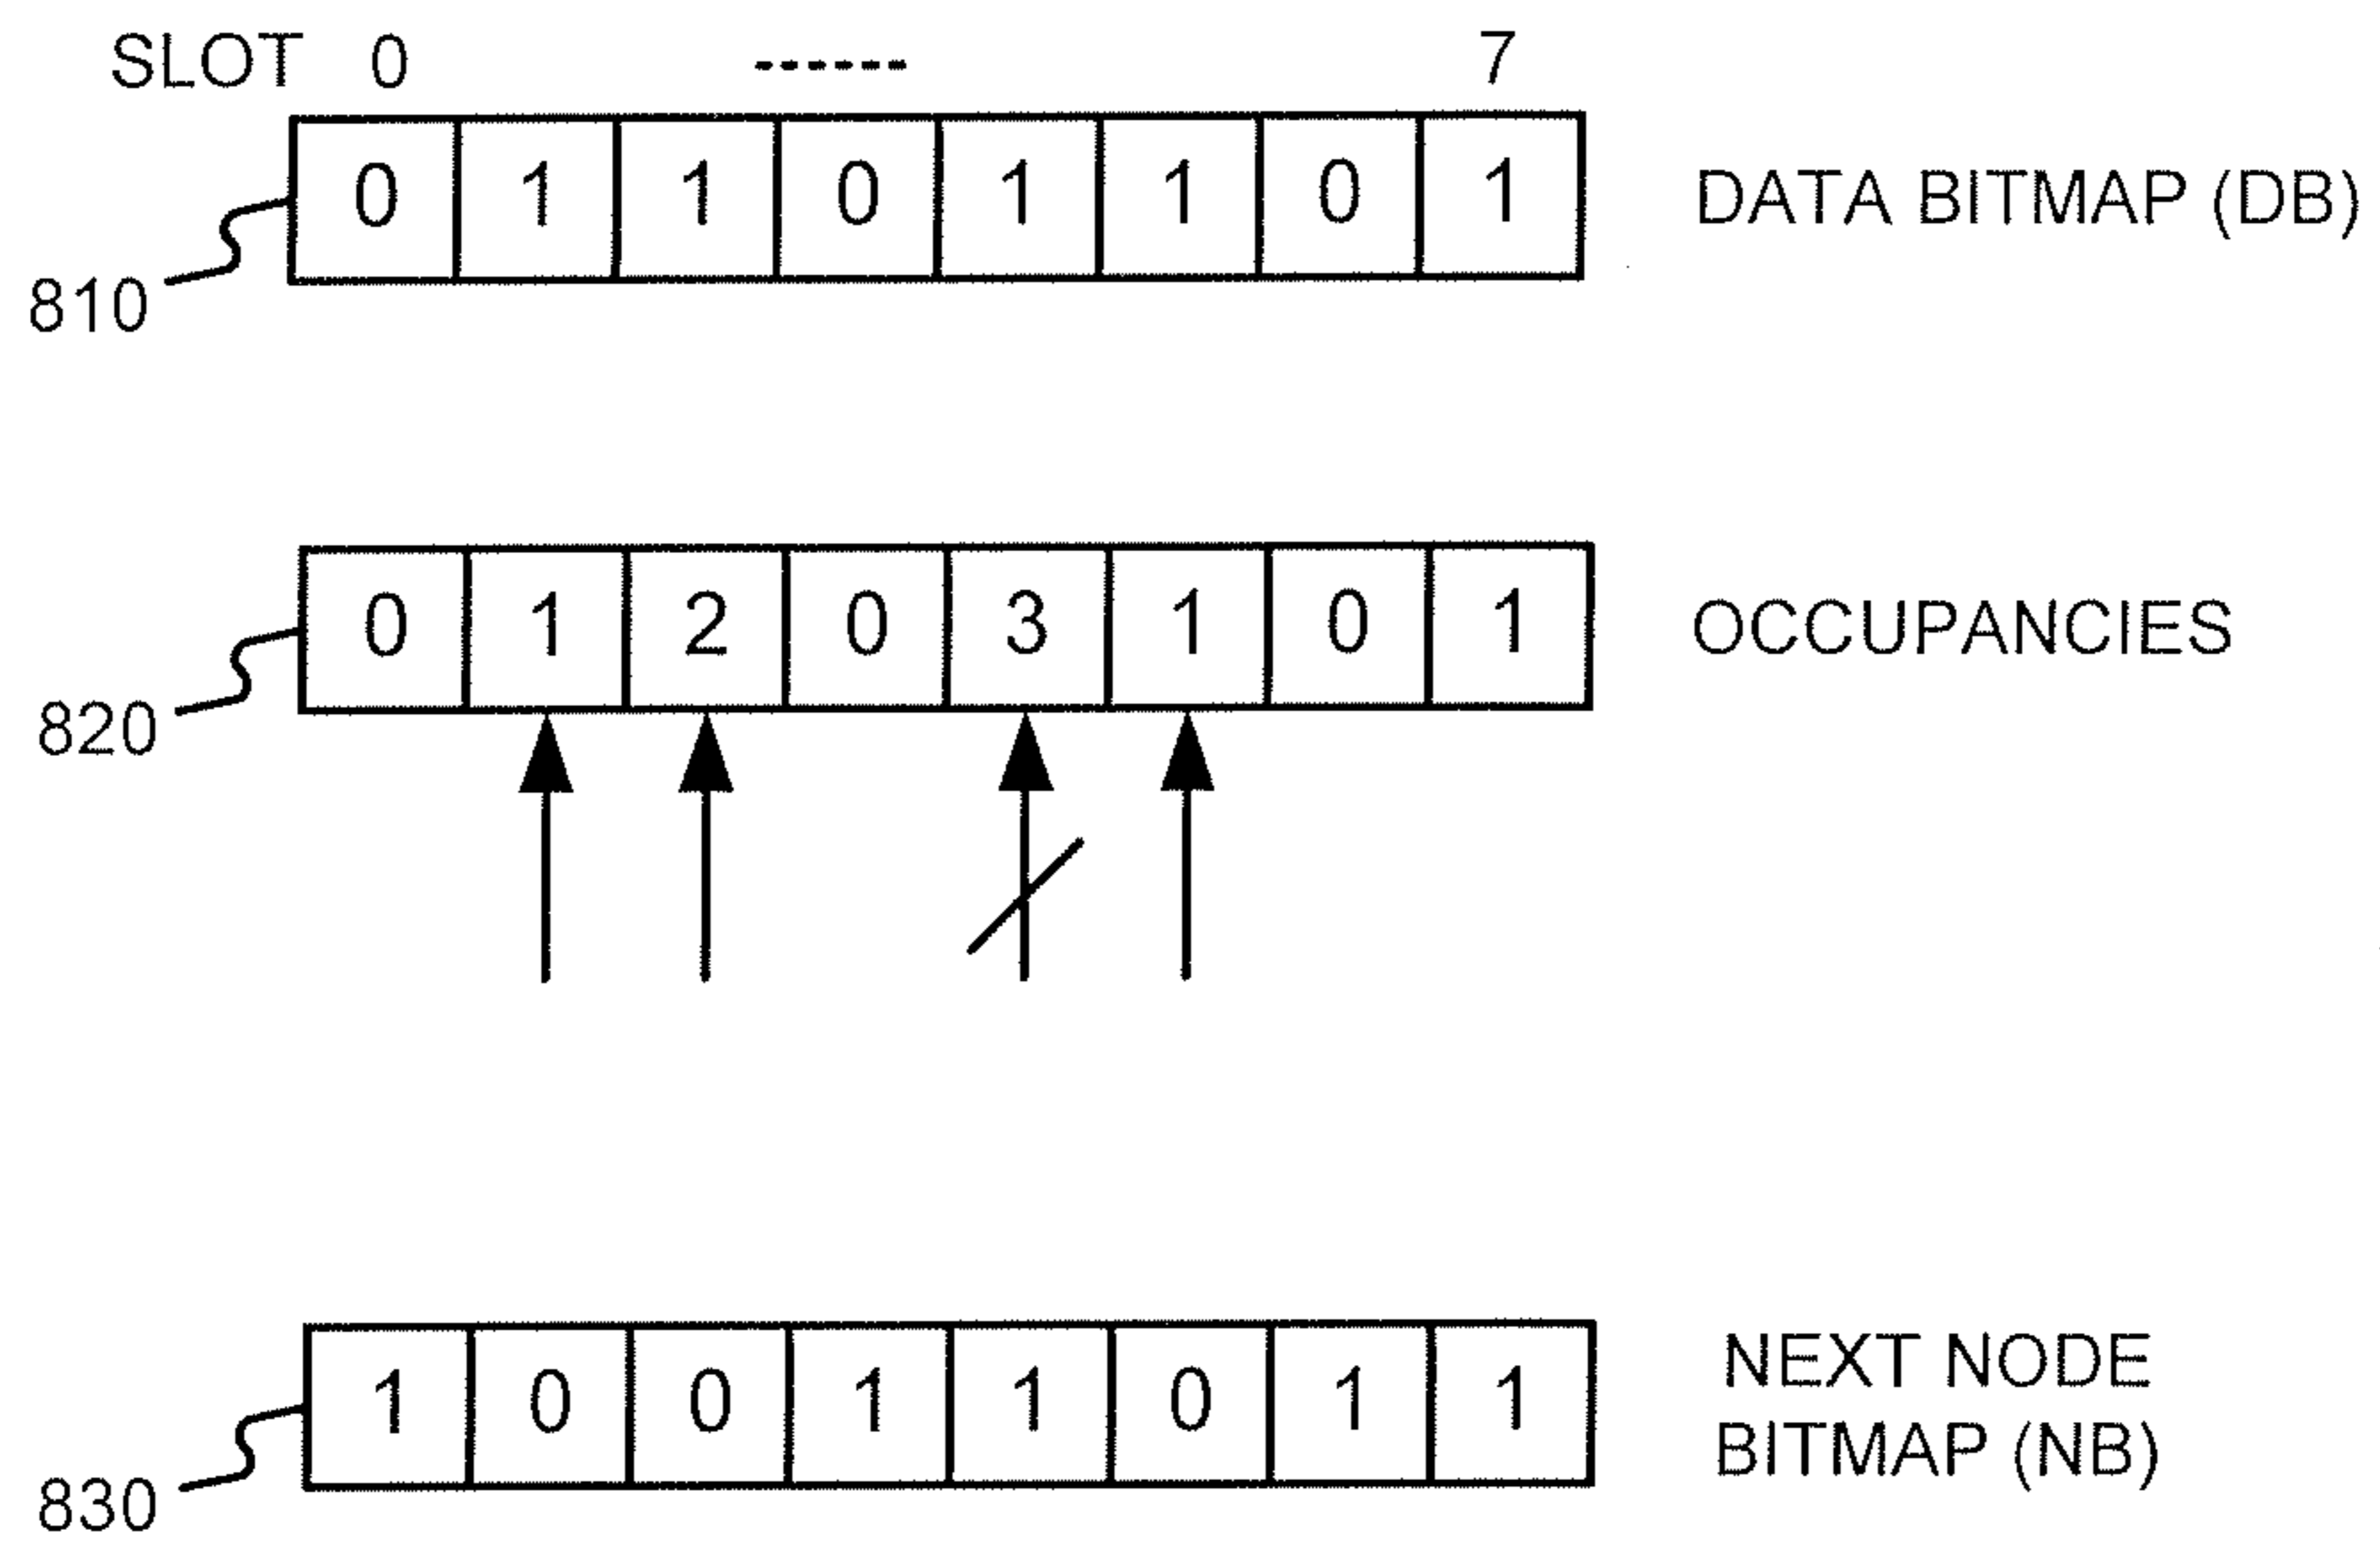 SLOT 0 ------ 7
0 1 1 0 1 1 0 1 DATA BITMAP (DB)
810
0 1 2 0 3 1 0 1 OCCUPANCIES
820
1 0 0 1 1 0 1 1 NEXT NODE
BITMAP (NB)
830